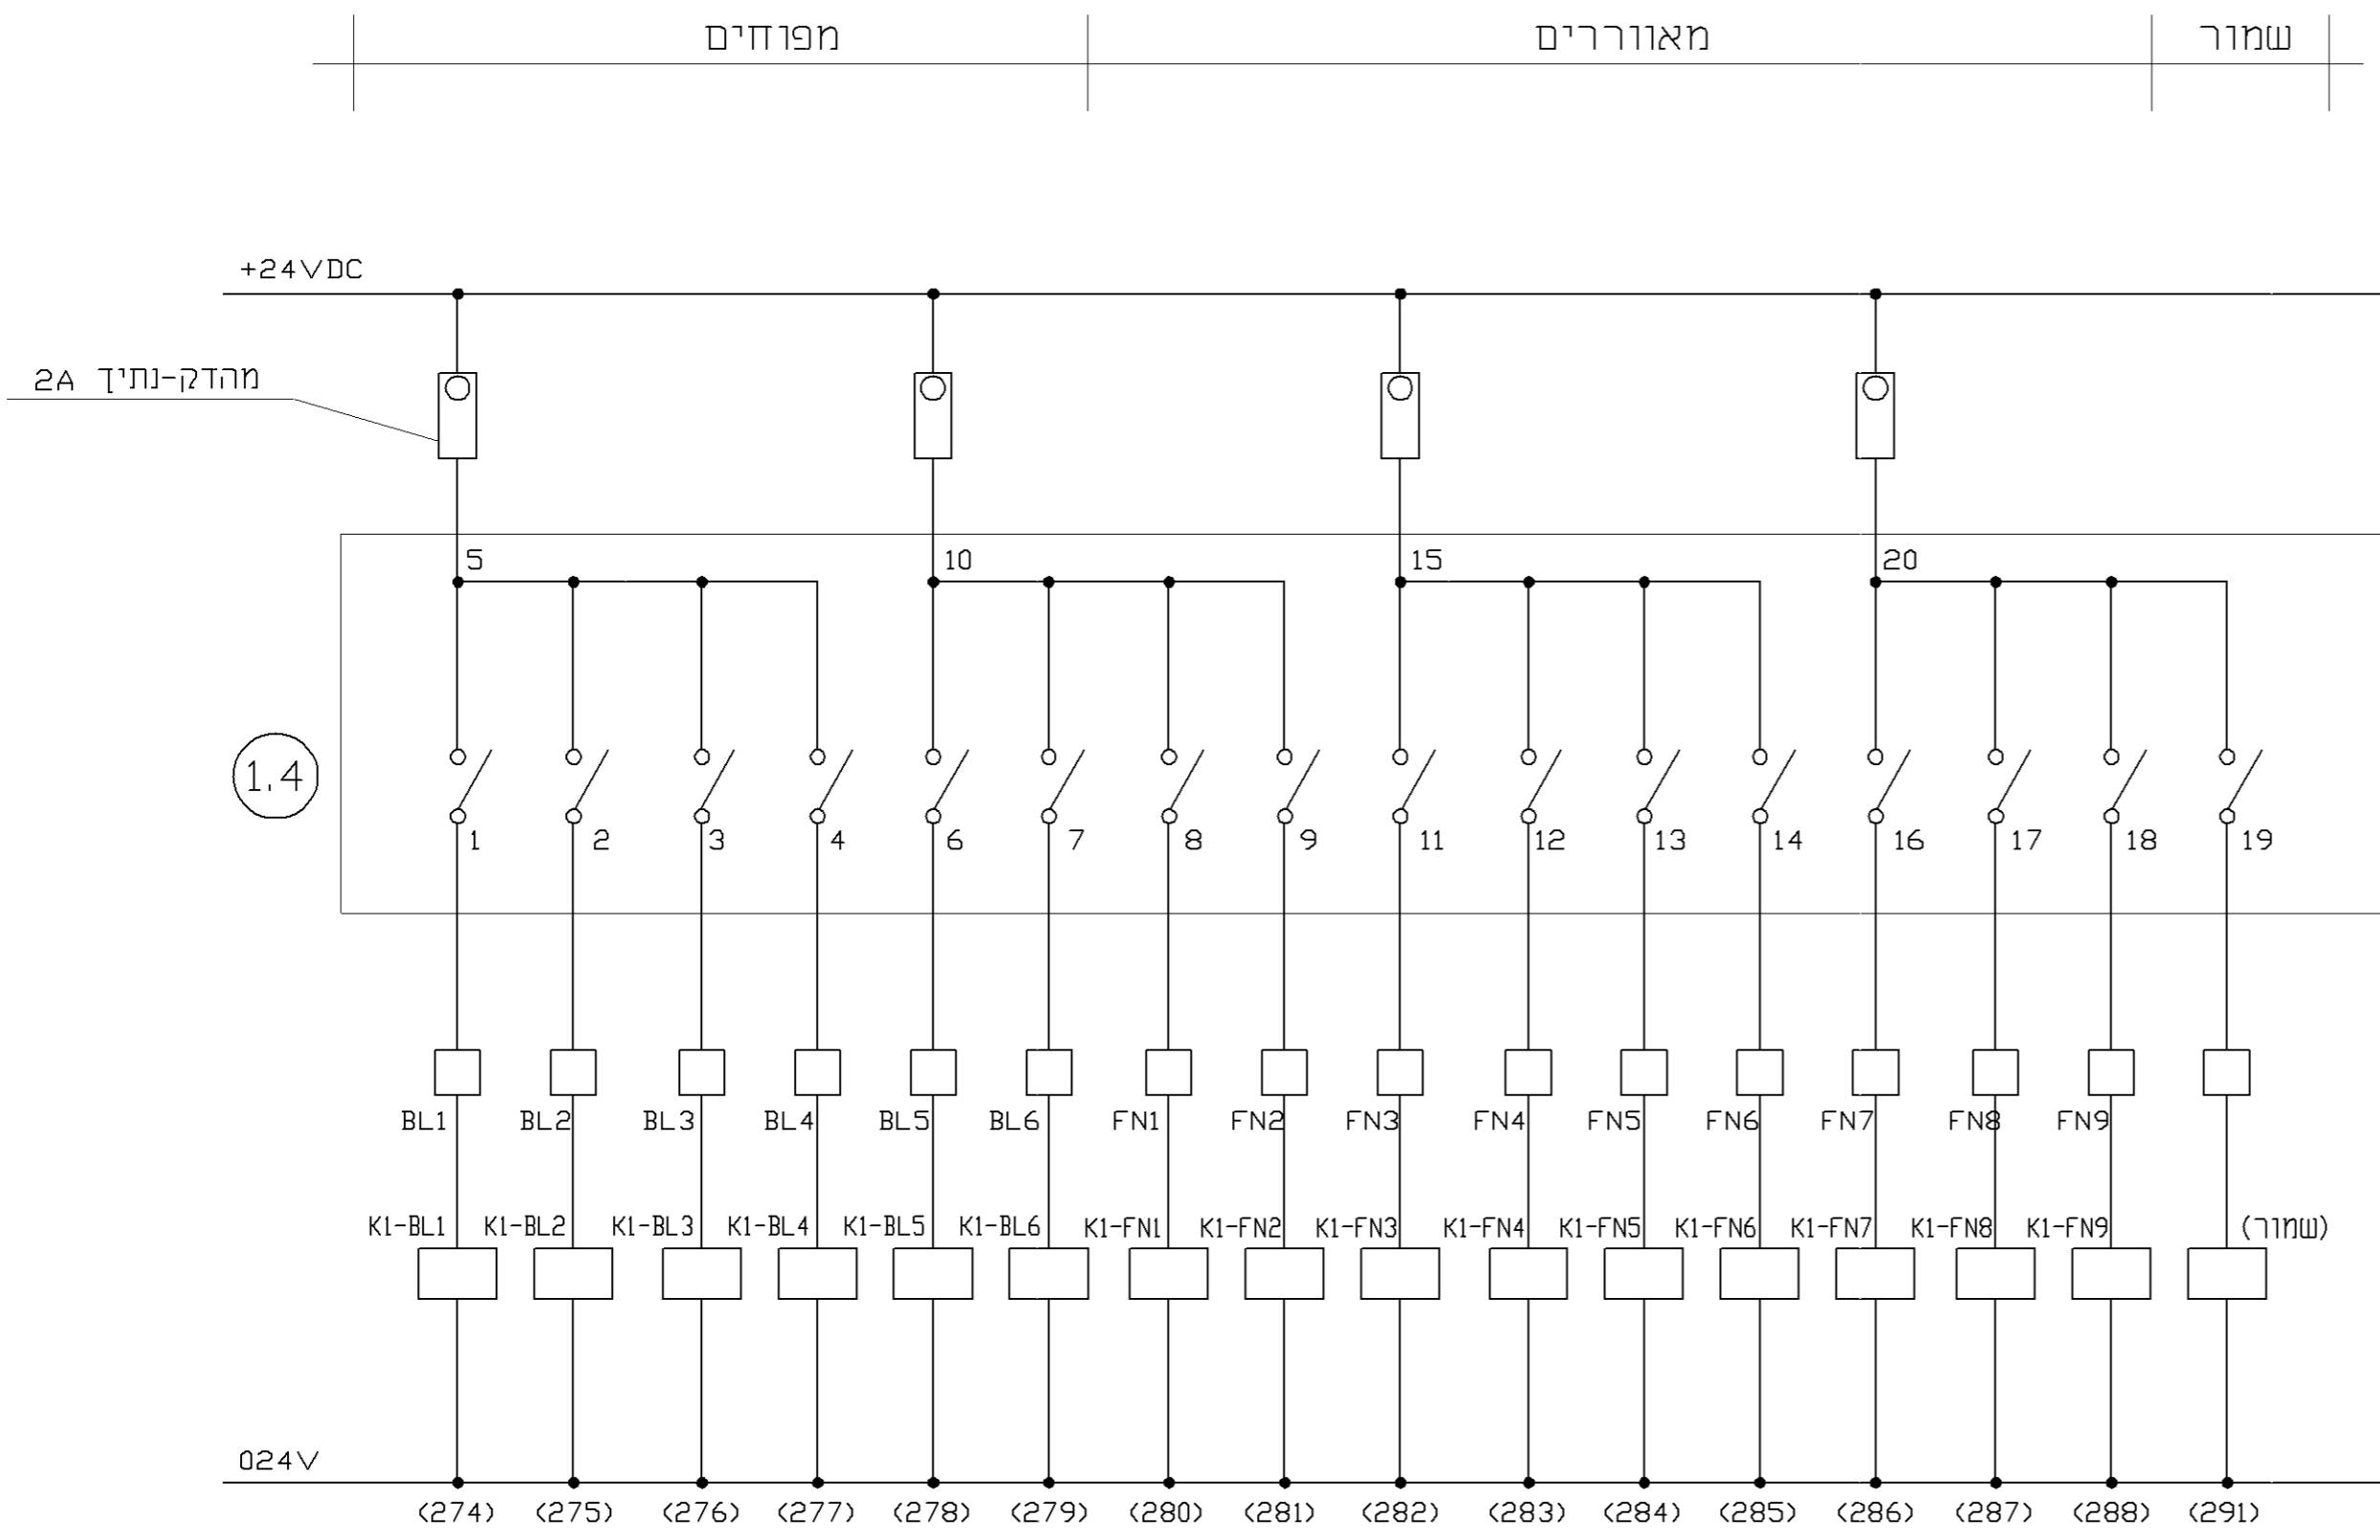 מפוחים מאווררים שמור
+24VDC
מהדק-נתיך 2A
5 10 15 20
1.4
1 2 3 4 6 7 8 9 11 12 13 14 16 17 18 19
BL1 BL2 BL3 BL4 BL5 BL6 FN1 FN2 FN3 FN4 FN5 FN6 FN7 FN8 FN9
K1-BL1 K1-BL2 K1-BL3 K1-BL4 K1-BL5 K1-BL6 K1-FN1 K1-FN2 K1-FN3 K1-FN4 K1-FN5 K1-FN6 K1-FN7 K1-FN8 K1-FN9 (שמור)
024V
(274) (275) (276) (277) (278) (279) (280) (281) (282) (283) (284) (285) (286) (287) (288) (291)